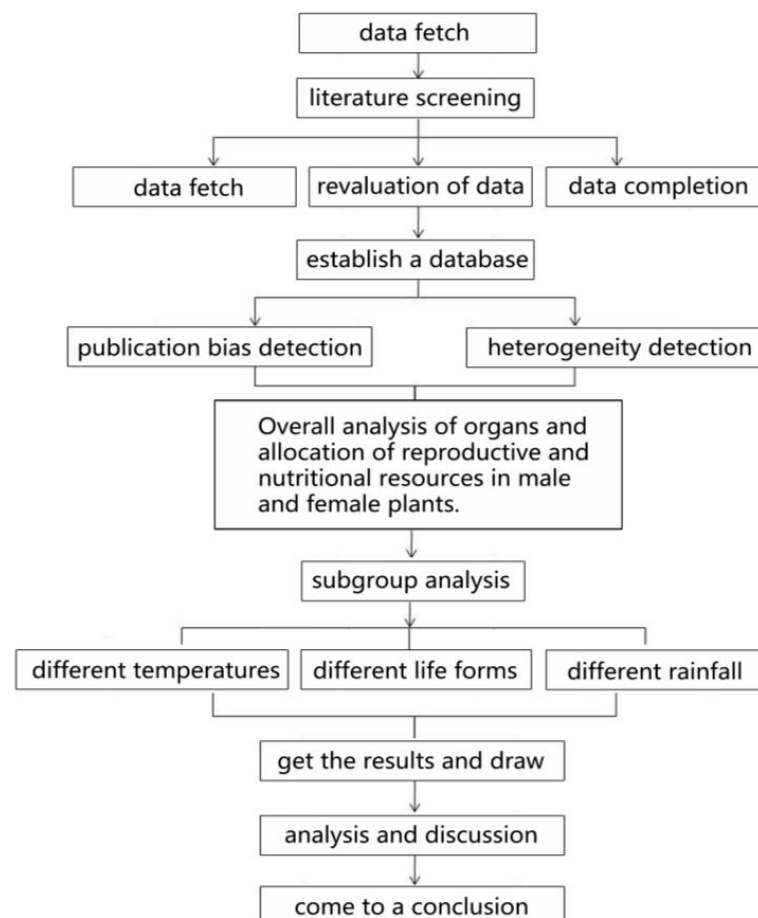 data fetch
literature screening
data fetch
revaluation of data
data completion
establish a database
publication bias detection
heterogeneity detection
Overall analysis of organs and
allocation of reproductive and
nutritional resources in male
and female plants.
subgroup analysis
different temperatures
different life forms
different rainfall
get the results and draw
analysis and discussion
come to a conclusion